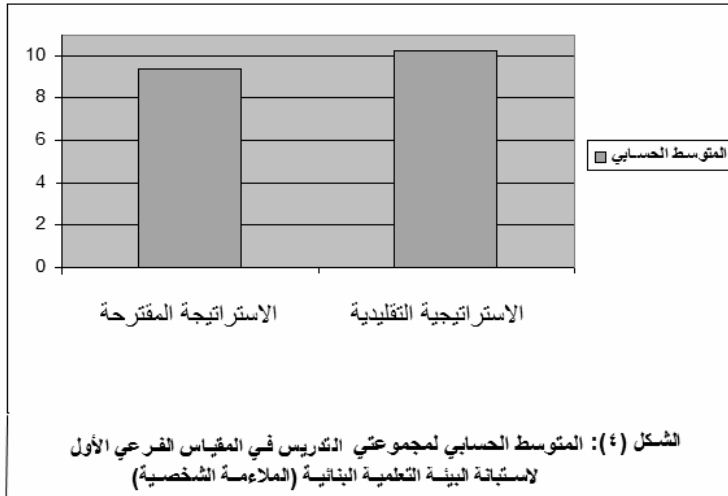 10
8
6
4
2
0
المتوسط الحسابي
الاستراتيجة المقترحة
الاستراتيجية التقليدية
الشكل (٤): المتوسط الحسابي لمجموعتي التدريس في المقياس الفرعي الأول
لاستبانة البيئة التعلمية البنائية (الملاءمة الشخصية)